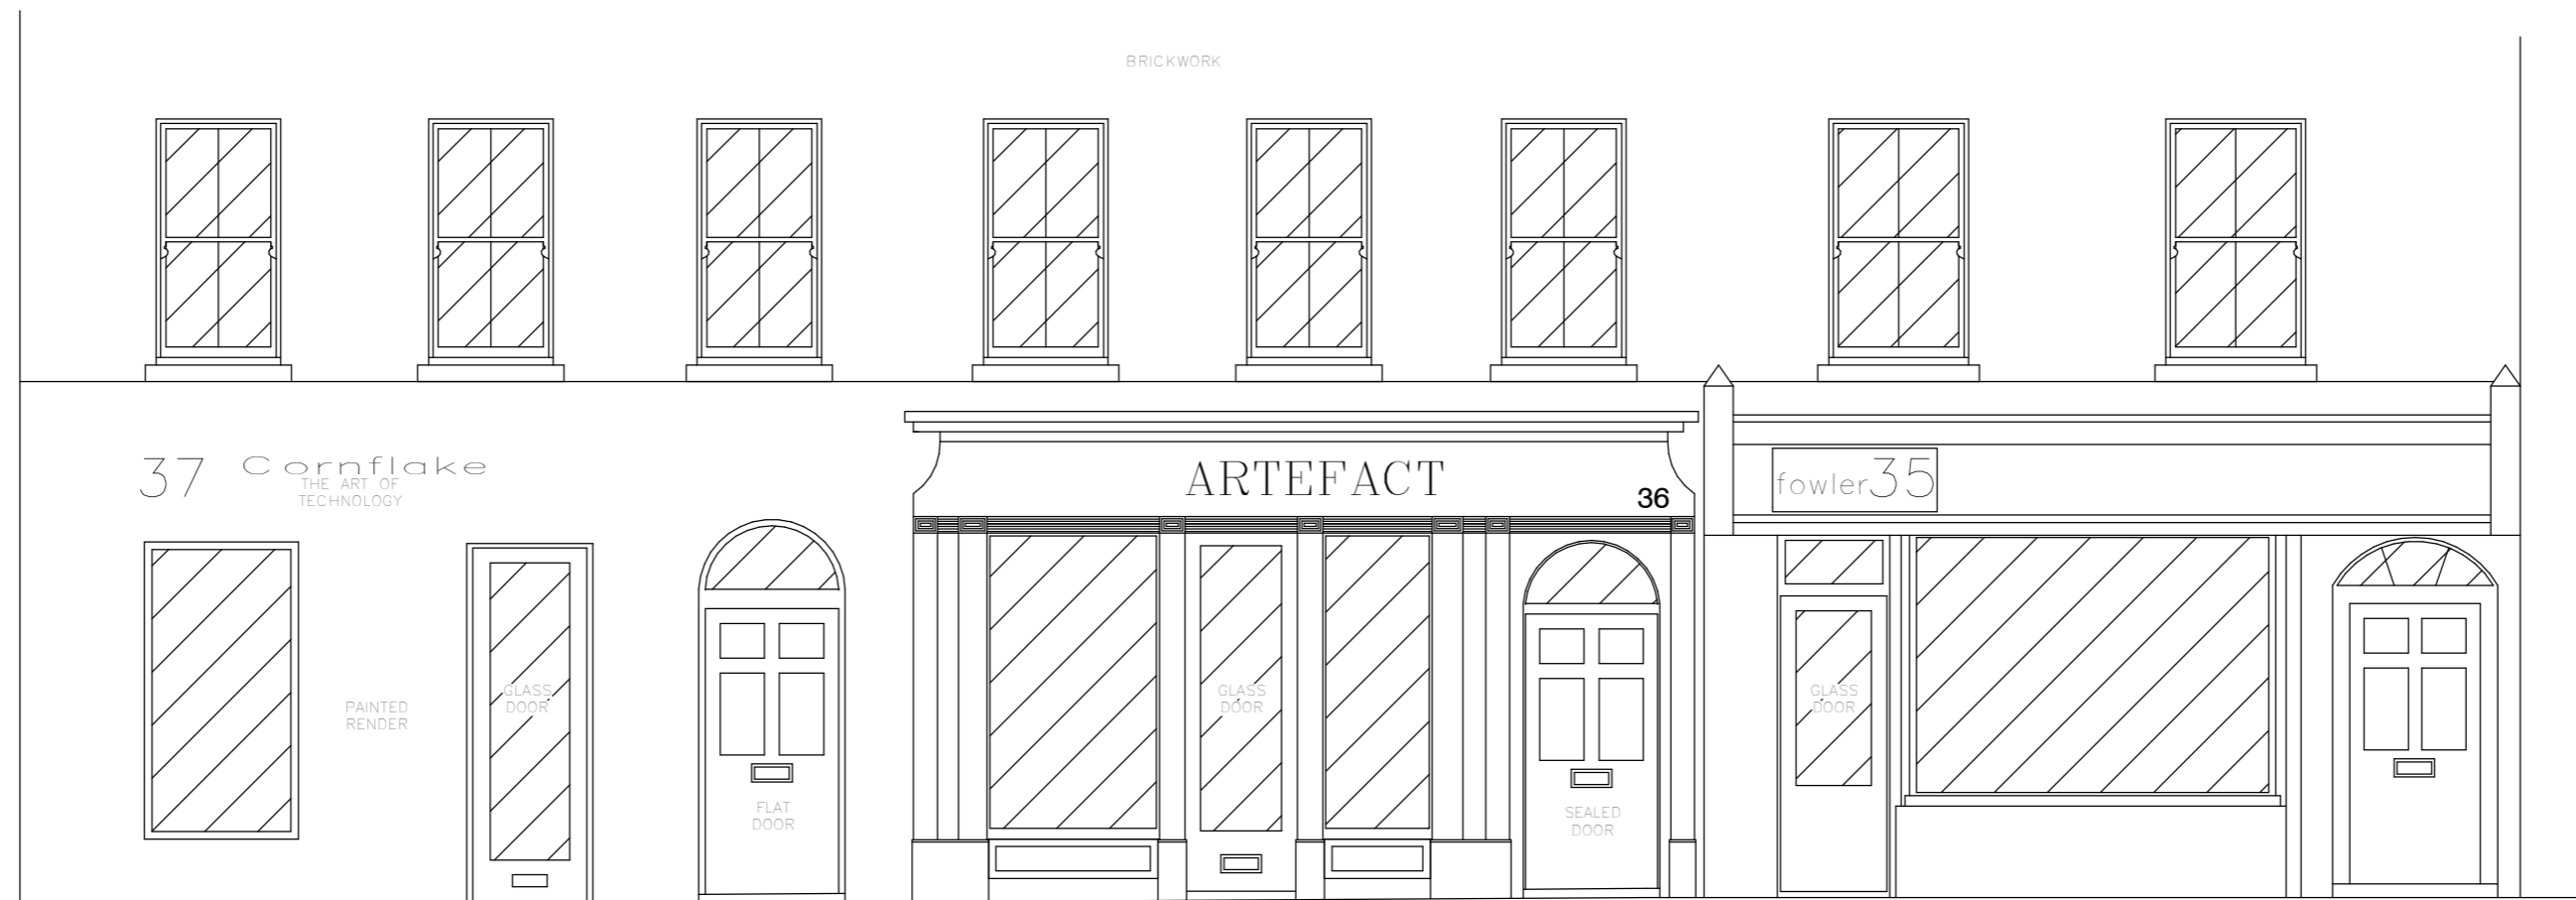 BRICKWORK
37 Cornflake
THE ART OF
TECHNOLOGY
ARTEFACT
36
fowler35
PAINTED
RENDER
GLASS
DOOR
FLAT
DOOR
GLASS
DOOR
SEALED
DOOR
GLASS
DOOR